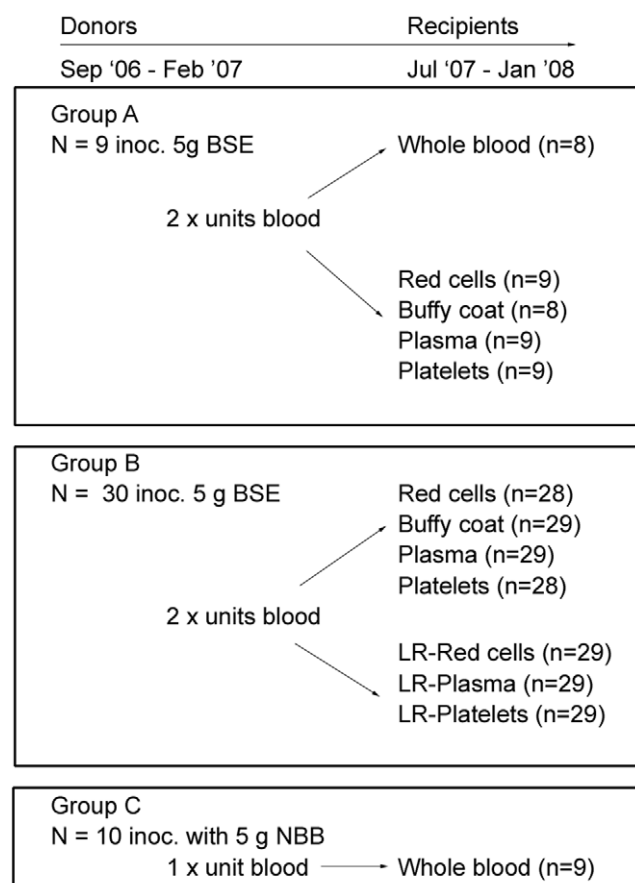 Donors Recipients
Sep ‘06 - Feb ’07 Jul ‘07 - Jan ’08
Group A
N = 9 inoc. 5g BSE
Whole blood (n=8)
2 x units blood
Red cells (n=9)
Buffy coat (n=8)
Plasma (n=9)
Platelets (n=9)
Group B
N = 30 inoc. 5 g BSE
Red cells (n=28)
Buffy coat (n=29)
Plasma (n=29)
Platelets (n=28)
2 x units blood
LR-Red cells (n=29)
LR-Plasma (n=29)
LR-Platelets (n=29)
Group C
N = 10 inoc. with 5 g NBB
1 x unit blood Whole blood (n=9)